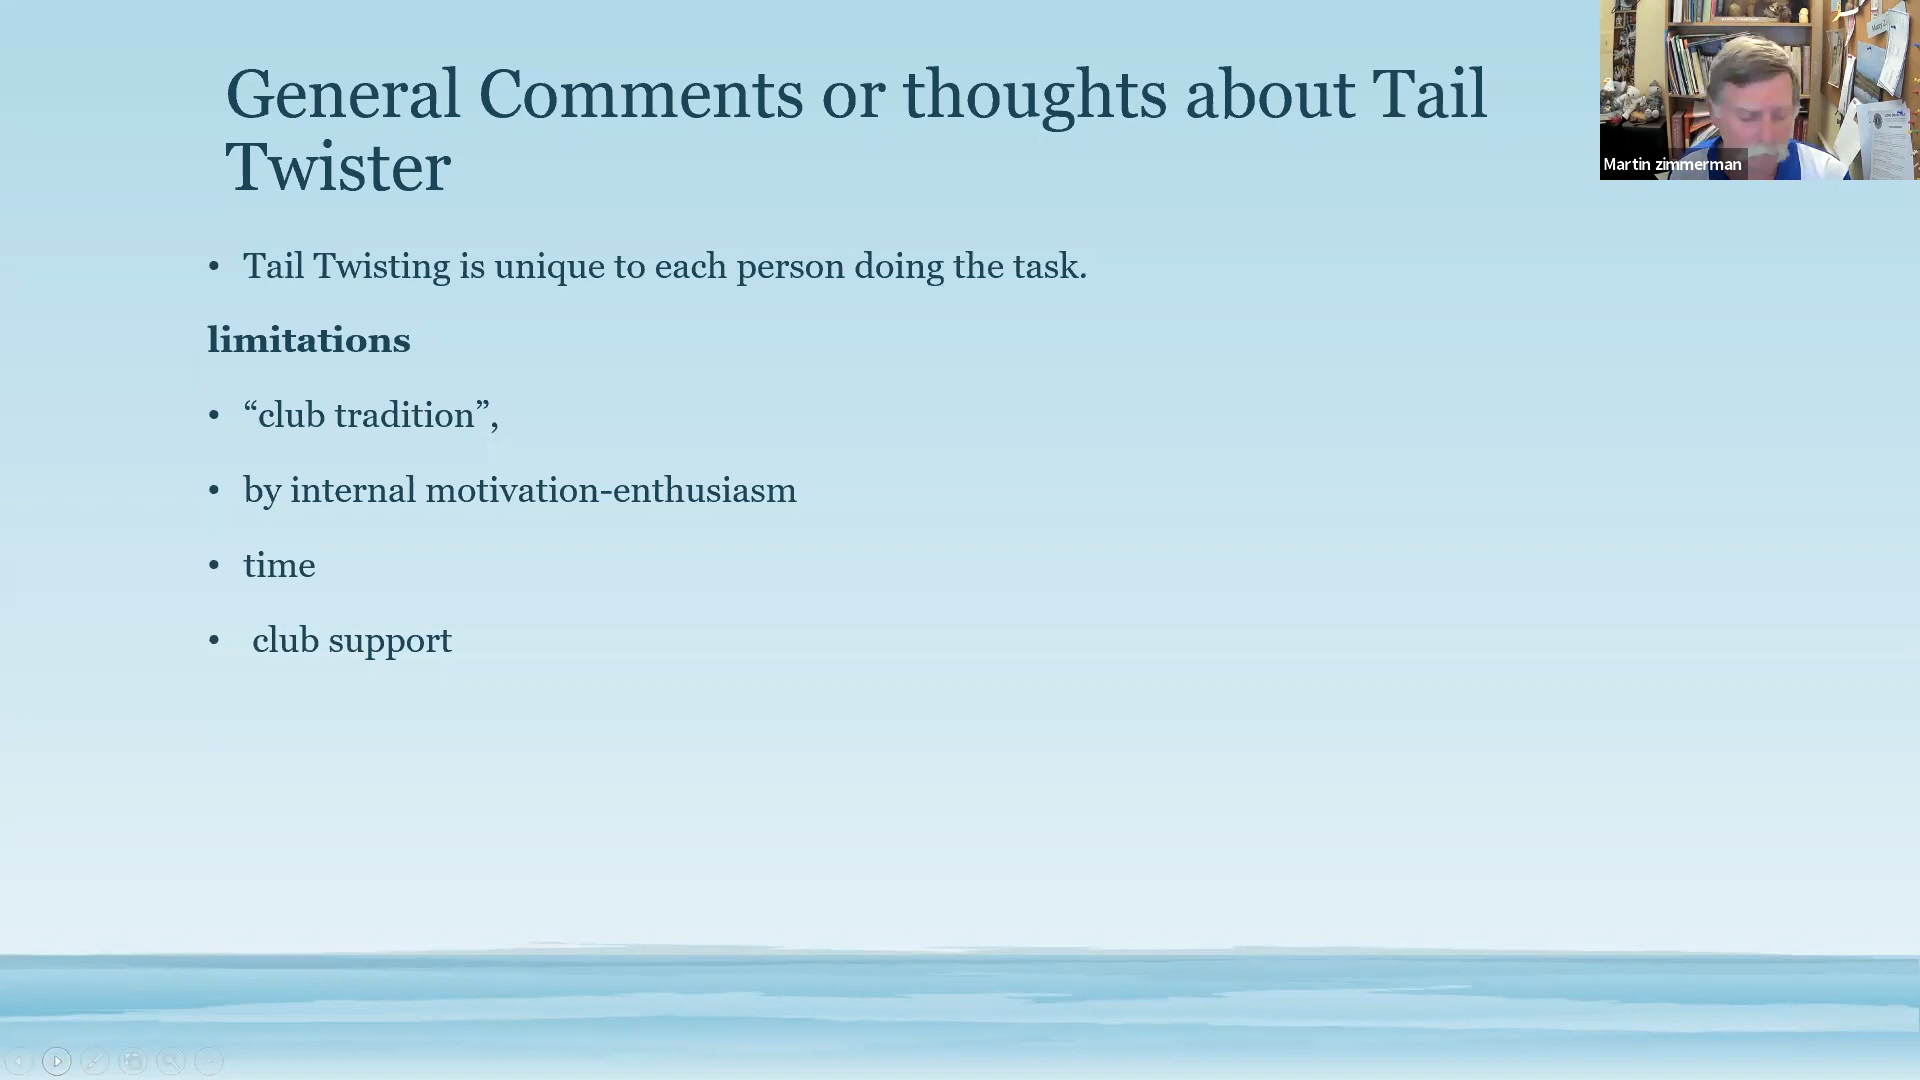 General Comments or thoughts about Tail
Twister
• Tail Twisting is unique to each person doing the task.
limitations
• “club tradition”,
• by internal motivation-enthusiasm
• time
• club support
Martin zimmerman